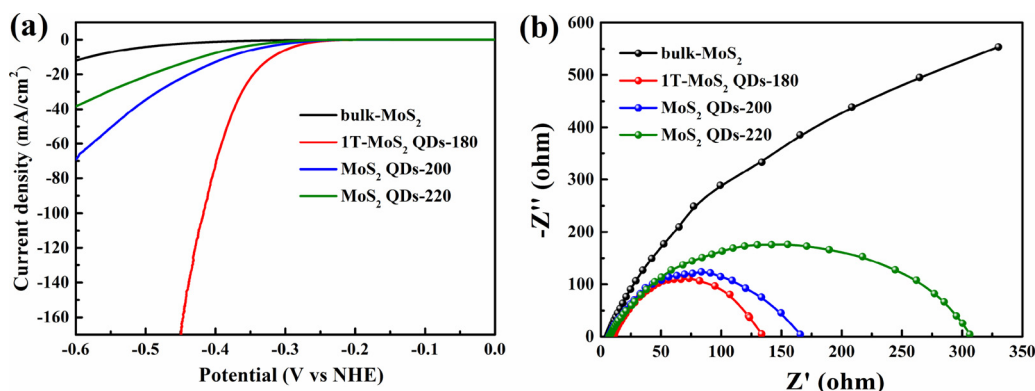 (a)
0
-20
-40
-60
-80
-100
-120
-140
-160
Current density (mA/cm²)
bulk-MoS₂
1T-MoS₂ QDs-180
MoS₂ QDs-200
MoS₂ QDs-220
-0.6 -0.5 -0.4 -0.3 -0.2 -0.1 0.0
Potential (V vs NHE)
(b)
600
500
400
300
200
100
0
-Z'' (ohm)
bulk-MoS₂
1T-MoS₂ QDs-180
MoS₂ QDs-200
MoS₂ QDs-220
0 50 100 150 200 250 300 350
Z' (ohm)